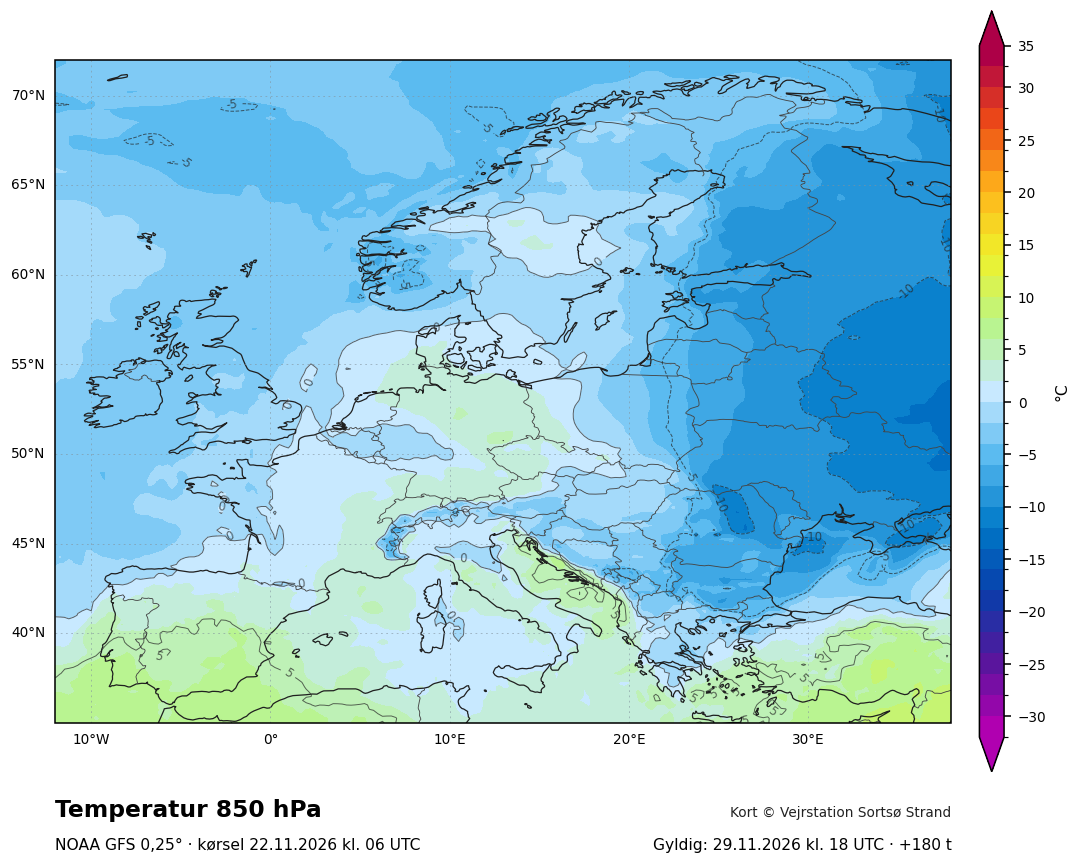 70°N
65°N
60°N
55°N
50°N
45°N
40°N
10°W
0°
10°E
20°E
30°E
35
30
25
20
15
10
5
0
−5
−10
−15
−20
−25
−30
°C
Temperatur 850 hPa
Kort © Vejrstation Sortsø Strand
NOAA GFS 0,25° · kørsel 22.11.2026 kl. 06 UTC
Gyldig: 29.11.2026 kl. 18 UTC · +180 t